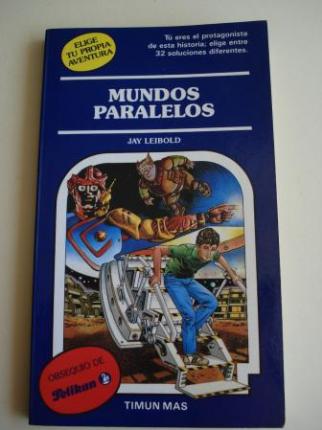 ELIGE
TU PROPIA
AVENTURA
Tú eres el protagonista
de esta historia; elige entre
32 soluciones diferentes.
MUNDOS
PARALELOS
JAY LEIBOLD
OBSEQUIO DE
Pelikan
TIMUN MAS